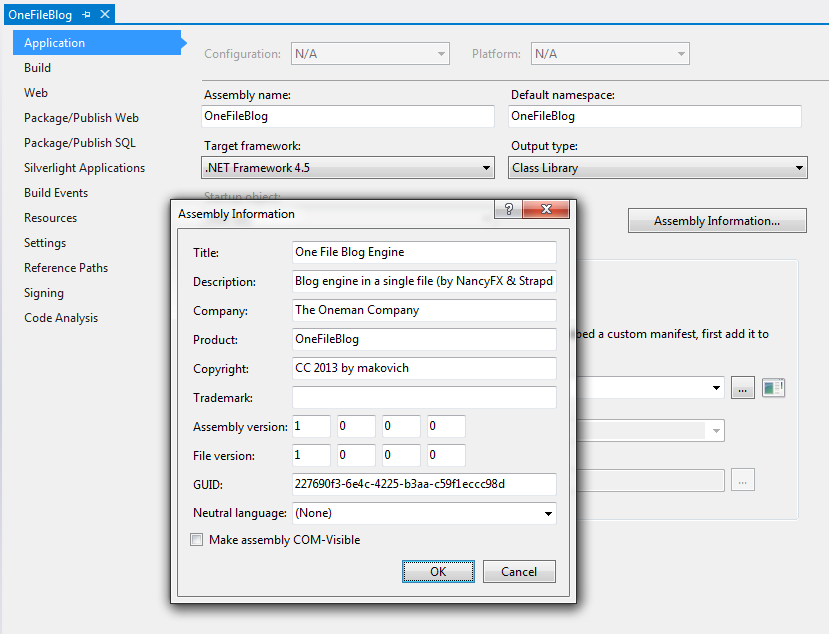 OneFileBlog
Application
Build
Web
Package/Publish Web
Package/Publish SQL
Silverlight Applications
Build Events
Resources
Settings
Reference Paths
Signing
Code Analysis
Configuration: N/A Platform: N/A
Assembly name: Default namespace:
OneFileBlog OneFileBlog
Target framework: Output type:
.NET Framework 4.5 Class Library
Startup object:
Assembly Information...
bed a custom manifest, first add it to
...
...
Assembly Information
?
Title: One File Blog Engine
Description: Blog engine in a single file (by NancyFX & Strapd
Company: The Oneman Company
Product: OneFileBlog
Copyright: CC 2013 by makovich
Trademark:
Assembly version: 1 0 0 0
File version: 1 0 0 0
GUID: 227690f3-6e4c-4225-b3aa-c59f1eccc98d
Neutral language: (None)
Make assembly COM-Visible
OK Cancel